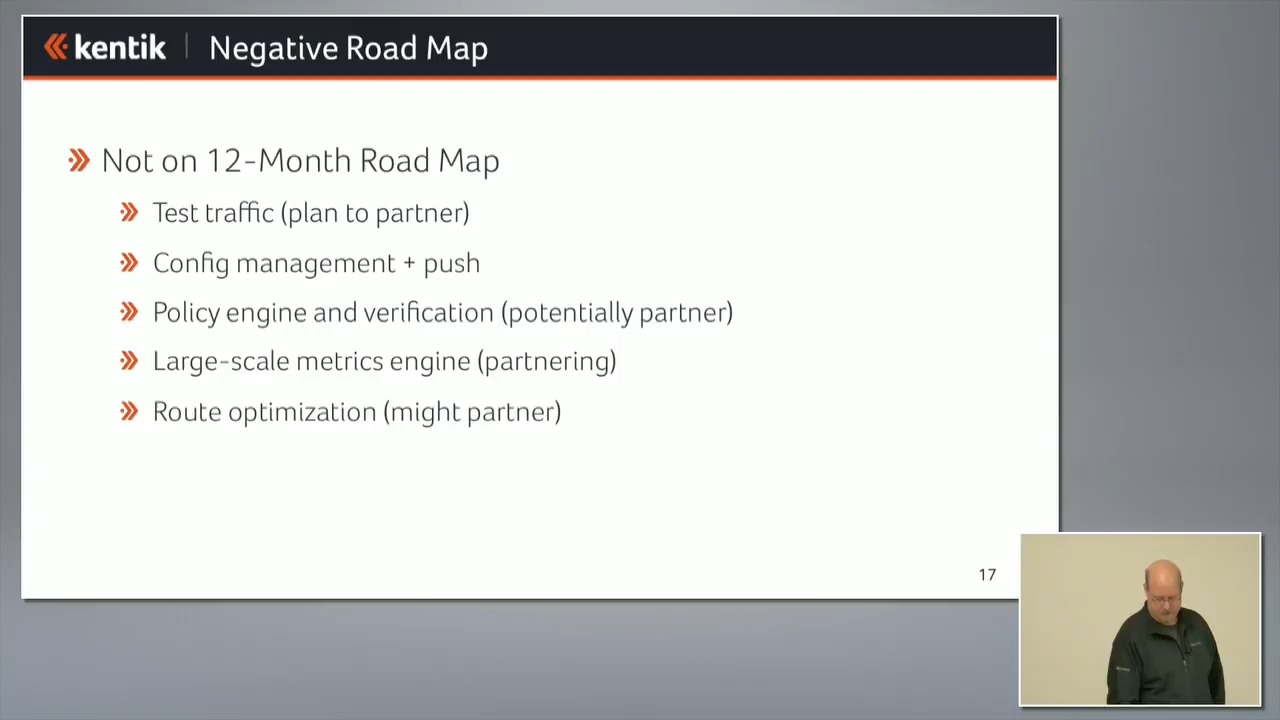 kentik | Negative Road Map
Not on 12-Month Road Map
Test traffic (plan to partner)
Config management + push
Policy engine and verification (potentially partner)
Large-scale metrics engine (partnering)
Route optimization (might partner)
17